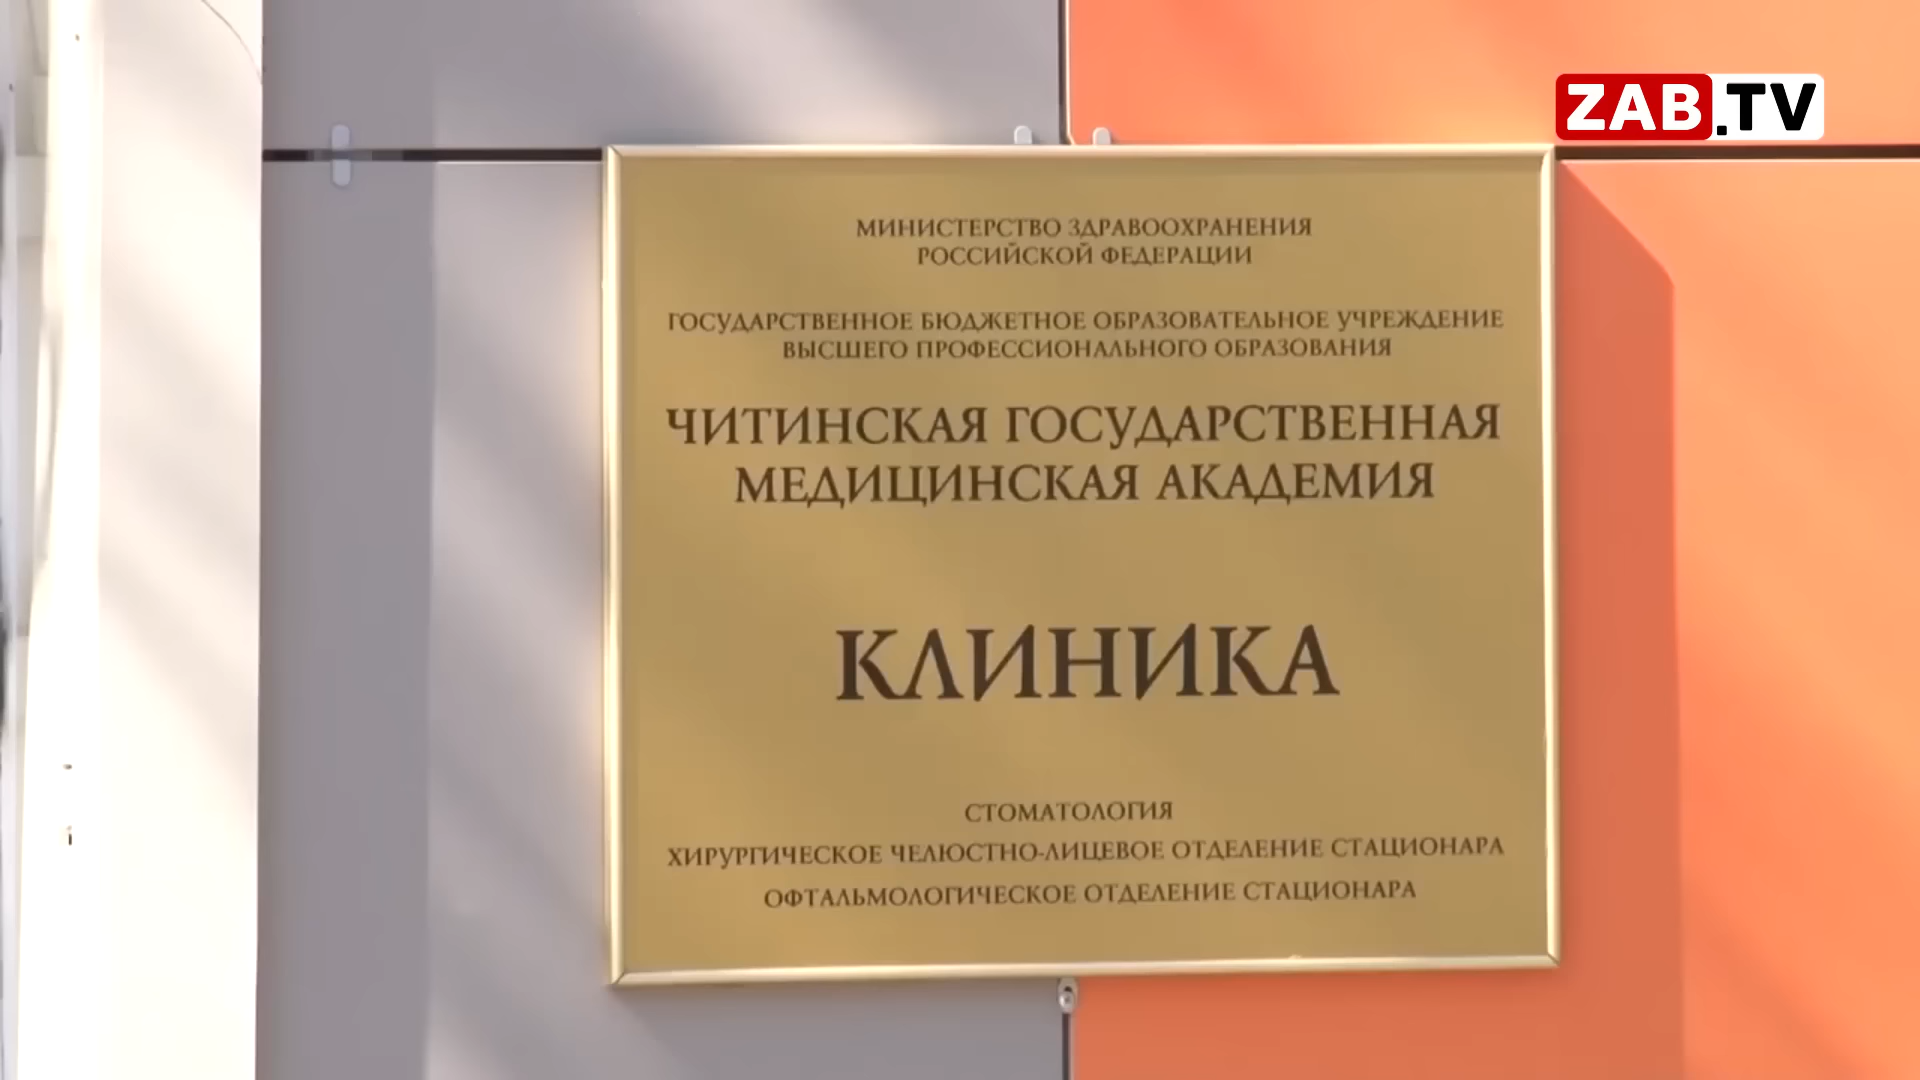 ZAB.TV
МИНИСТЕРСТВО ЗДРАВООХРАНЕНИЯ
РОССИЙСКОЙ ФЕДЕРАЦИИ
ГОСУДАРСТВЕННОЕ БЮДЖЕТНОЕ ОБРАЗОВАТЕЛЬНОЕ УЧРЕЖДЕНИЕ
ВЫСШЕГО ПРОФЕССИОНАЛЬНОГО ОБРАЗОВАНИЯ
ЧИТИНСКАЯ ГОСУДАРСТВЕННАЯ
МЕДИЦИНСКАЯ АКАДЕМИЯ
КЛИНИКА
СТОМАТОЛОГИЯ
ХИРУРГИЧЕСКОЕ ЧЕЛЮСТНО-ЛИЦЕВОЕ ОТДЕЛЕНИЕ СТАЦИОНАРА
ОФТАЛЬМОЛОГИЧЕСКОЕ ОТДЕЛЕНИЕ СТАЦИОНАРА